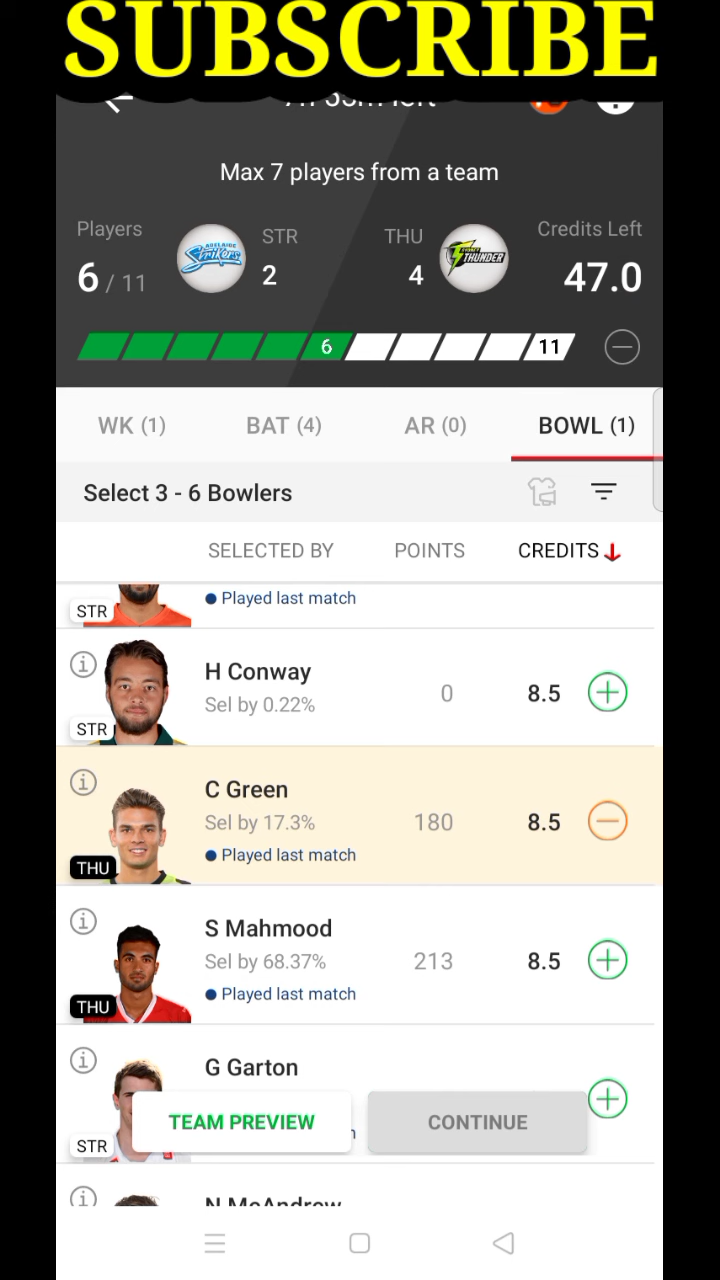 SUBSCRIBE
Max 7 players from a team
Players STR THU Credits Left
6 / 11 2 4 47.0
ADELAIDE Strikers
THUNDER
6 11
WK (1) BAT (4) AR (0) BOWL (1)
Select 3 - 6 Bowlers
SELECTED BY POINTS CREDITS
Played last match
STR
H Conway
Sel by 0.22% 0 8.5
STR
C Green
Sel by 17.3% 180 8.5
Played last match
THU
S Mahmood
Sel by 68.37% 213 8.5
Played last match
THU
G Garton
TEAM PREVIEW CONTINUE
STR
N McAndrew